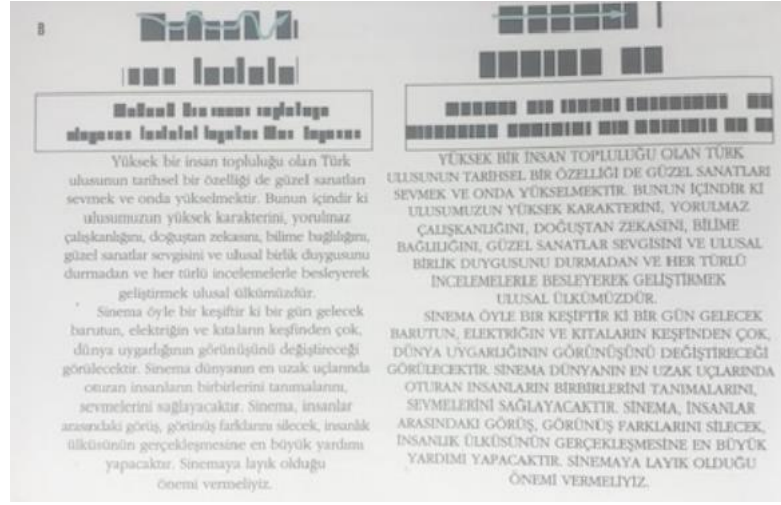 8
Yüksek bir insan topluluğu olan Türk
ulusunun tarihsel bir özelliği de güzel sanatları
sevmek ve onda yükselmektir. Bunun içindir ki
ulusumuzun yüksek karakterini, yorulmaz
çalışkanlığını, doğuştan zekasını, bilime bağlılığını,
güzel sanatlar sevgisini ve ulusal birlik duygusunu
durmadan ve her türlü incelemelerle besleyerek
geliştirmek ulusal ülkümüzdür.
Sinema öyle bir keşiftir ki bir gün gelecek
barutun, elektriğin ve kıtaların keşfinden çok,
dünya uygarlığının görünüşünü değiştireceği
görülecektir. Sinema dünyanın en uzak uçlarında
oturan insanların birbirlerini tanımalarını,
sevmelerini sağlayacaktır. Sinema, insanlar
arasındaki görüş, görünüş farklarını silecek, insanlık
ülküsünün gerçekleşmesine en büyük yardımı
yapacaktır. Sinemaya layık olduğu
önemi vermeliyiz.
YÜKSEK BİR İNSAN TOPLULUĞU OLAN TÜRK
ULUSUNUN TARİHSEL BİR ÖZELLİĞİ DE GÜZEL SANATLARI
SEVMEK VE ONDA YÜKSELMEKTİR. BUNUN İÇİNDİR Kİ
ULUSUMUZUN YÜKSEK KARAKTERİNİ, YORULMAZ
ÇALIŞKANLIĞINI, DOĞUŞTAN ZEKASINI, BİLİME
BAĞLILIĞINI, GÜZEL SANATLAR SEVGİSİNİ VE ULUSAL
BİRLİK DUYGUSUNU DURMADAN VE HER TÜRLÜ
İNCELEMELERLE BESLEYEREK GELİŞTİRMEK
ULUSAL ÜLKÜMÜZDÜR.
SİNEMA ÖYLE BİR KEŞİFTİR Kİ BİR GÜN GELECEK
BARUTUN, ELEKTRİĞİN VE KITALARIN KEŞFİNDEN ÇOK,
DÜNYA UYGARLIĞININ GÖRÜNÜŞÜNÜ DEĞİŞTİRECEĞİ
GÖRÜLECEKTİR. SİNEMA DÜNYANIN EN UZAK UÇLARINDA
OTURAN INSANLARIN BİRBİRLERİNİ TANIMALARINI,
SEVMELERİNİ SAĞLAYACAKTIR. SİNEMA, İNSANLAR
ARASINDAKI GÖRÜŞ, GÖRÜNÜŞ FARKLARINI SİLECEK,
İNSANLIK ÜLKÜSÜNÜN GERÇEKLEŞMESİNE EN BÜYÜK
YARDIMI YAPACAKTIR. SİNEMAYA LAYIK OLDUĞU
ÖNEMİ VERMELİYİZ.